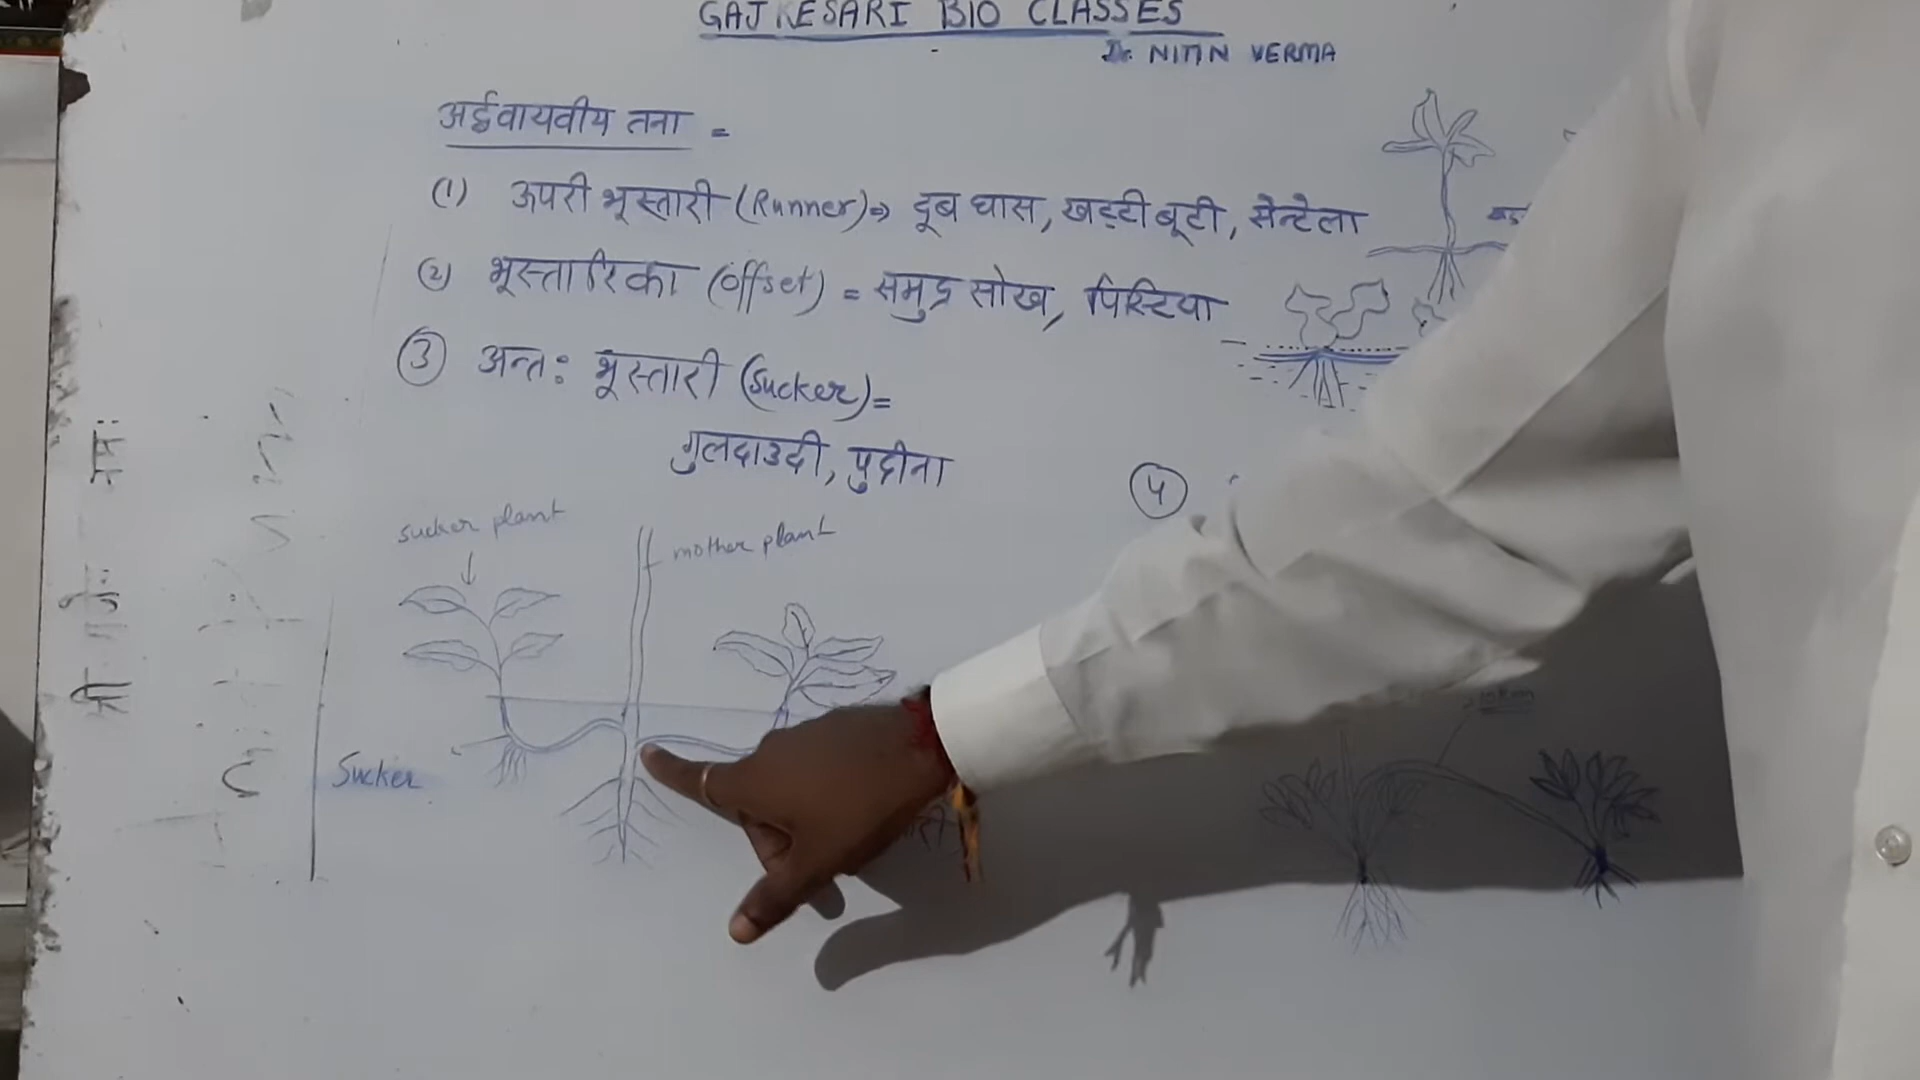 GAJKESARI BIO CLASSES
Dr. NITIN VERMA
अर्द्धवायवीय तना =
(1) ऊपरी भूस्तारी (Runner)⇒ दूब घास, खट्टी बूटी, सेन्टेला
(2) भूस्तारिका (offset) = समुद्र सोख, पिस्टिया
(3) अन्तः भूस्तारी (Sucker)=
गुलदाउदी, पुदीना
(4)
sucker plant
mother plant
Sucker